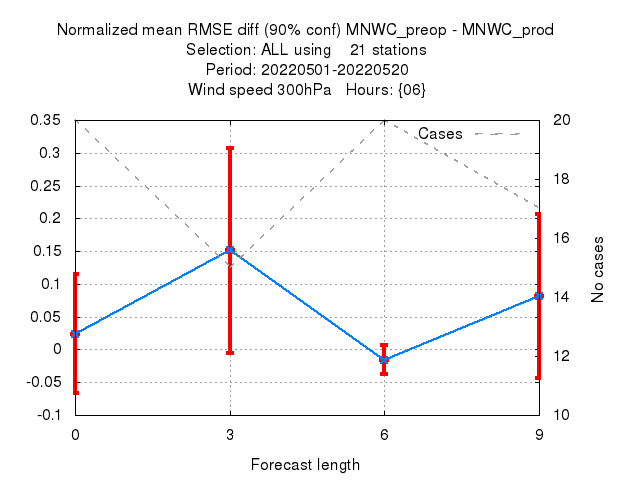 Normalized mean RMSE diff (90% conf) MNWC_preop - MNWC_prod
Selection: ALL using    21 stations
Period: 20220501-20220520
Wind speed 300hPa   Hours: {06}
Cases
0.35
0.3
0.25
0.2
0.15
0.1
0.05
0
-0.05
-0.1
20
18
16
14
12
10
No cases
0
3
6
9
Forecast length